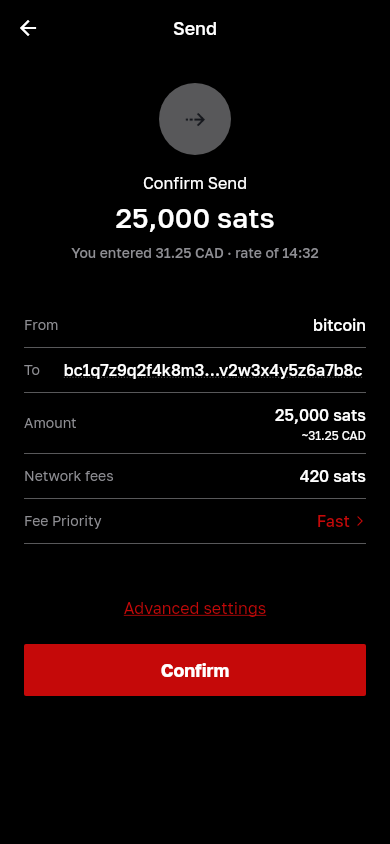 Send
Confirm Send
25,000 sats
You entered 31.25 CAD · rate of 14:32
From bitcoin
To bc1q7z9q2f4k8m3...v2w3x4y5z6a7b8c
Amount 25,000 sats
~31.25 CAD
Network fees 420 sats
Fee Priority Fast
Advanced settings
Confirm